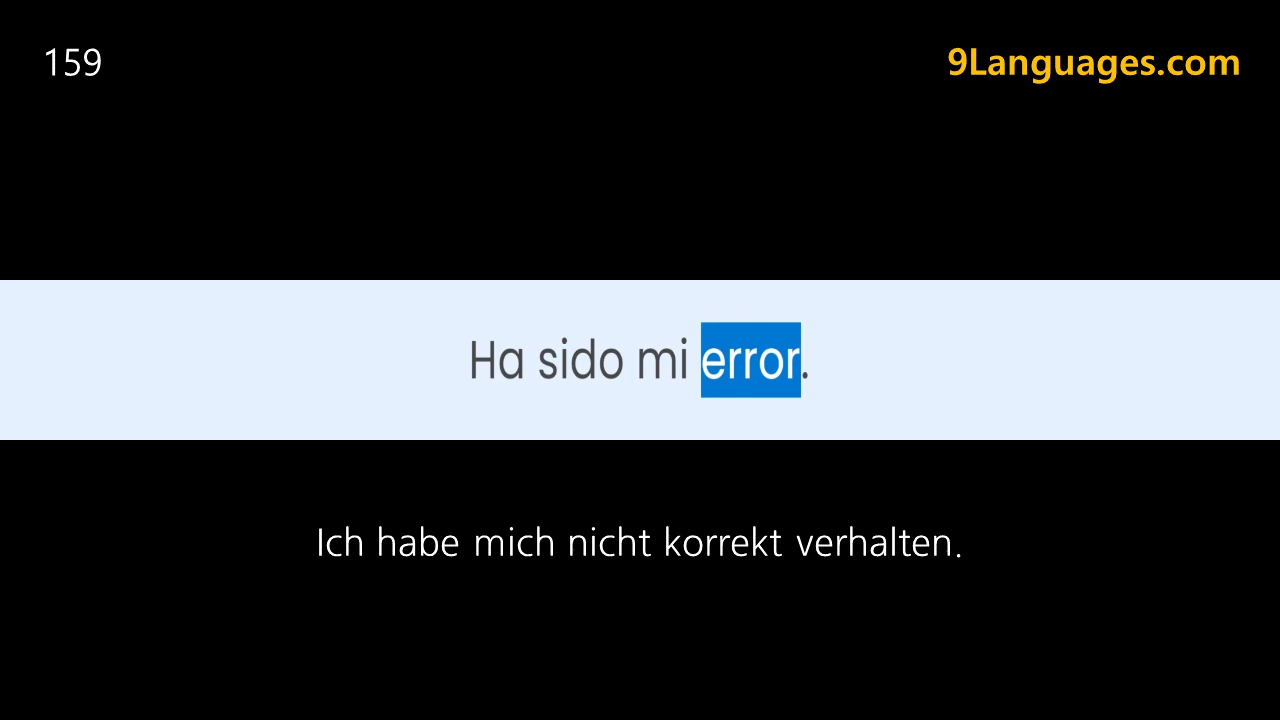 159
9Languages.com
Ha sido mi error.
Ich habe mich nicht korrekt verhalten.